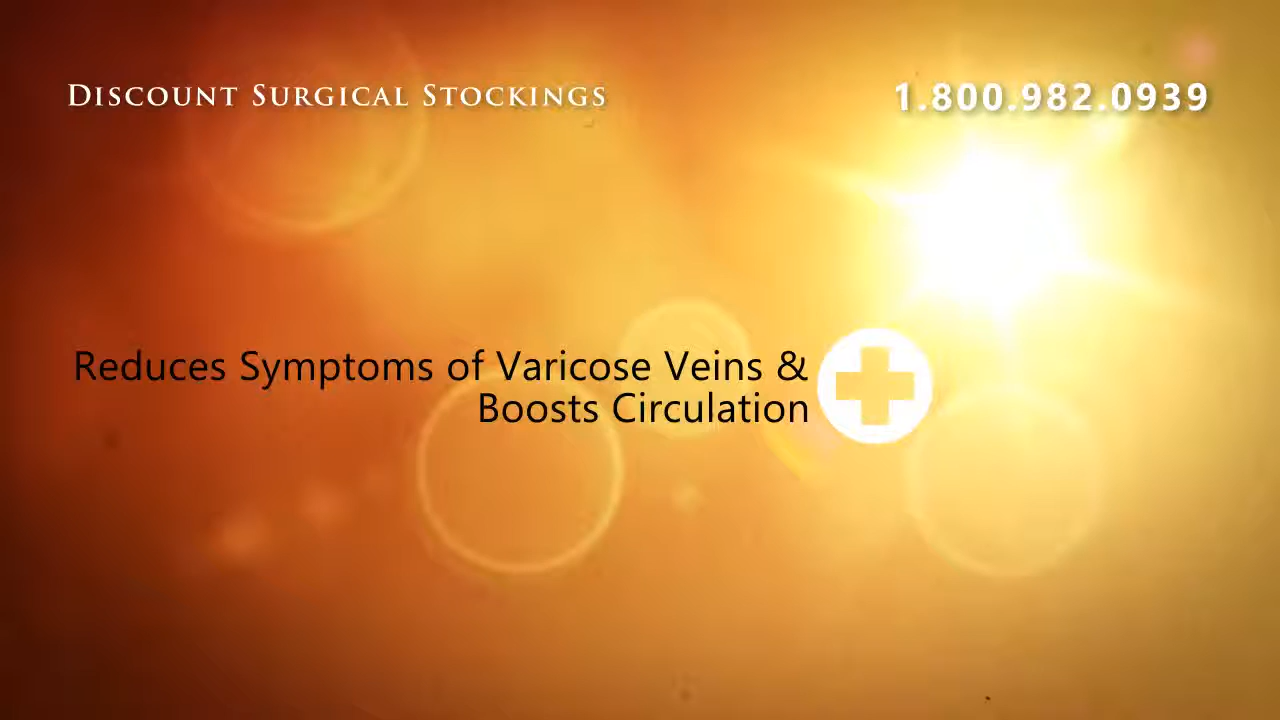 Discount Surgical Stockings
1.800.982.0939
Reduces Symptoms of Varicose Veins &
Boosts Circulation